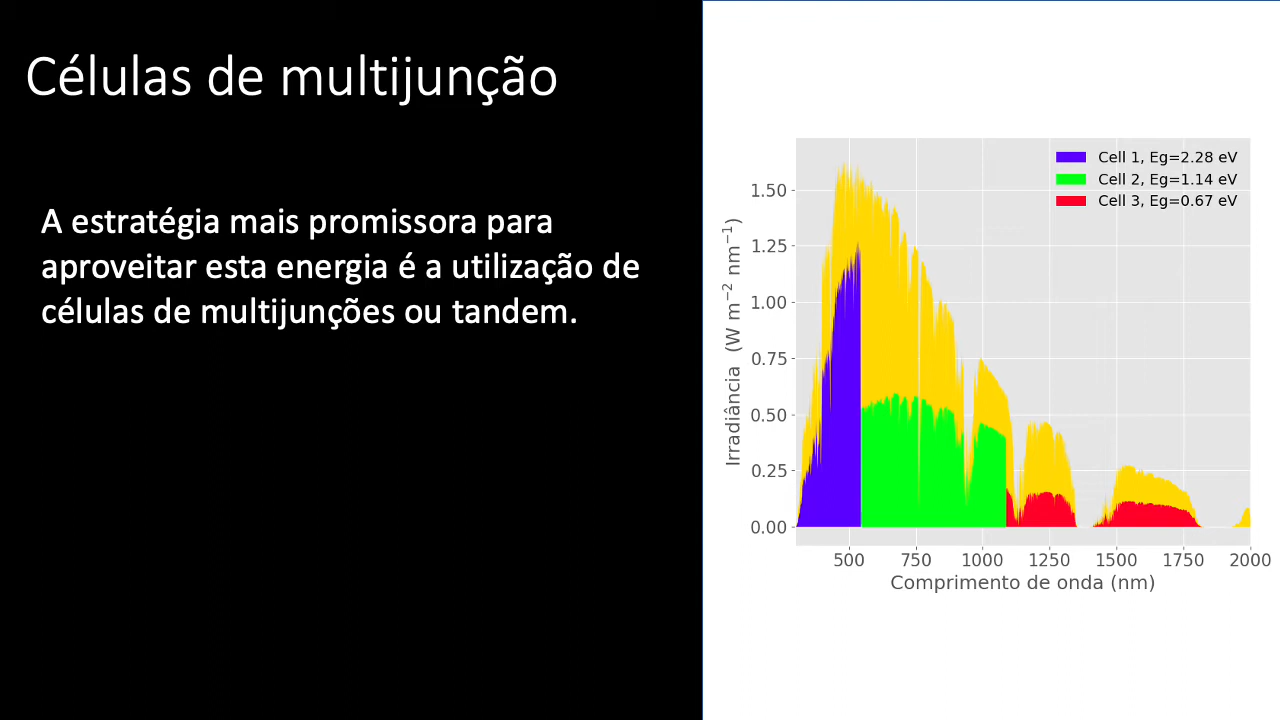 Células de multijunção
A estratégia mais promissora para
aproveitar esta energia é a utilização de
células de multijunções ou tandem.
Cell 1, Eg=2.28 eV
Cell 2, Eg=1.14 eV
Cell 3, Eg=0.67 eV
Irradiância (W m⁻² nm⁻¹)
1.50
1.25
1.00
0.75
0.50
0.25
0.00
500 750 1000 1250 1500 1750 2000
Comprimento de onda (nm)